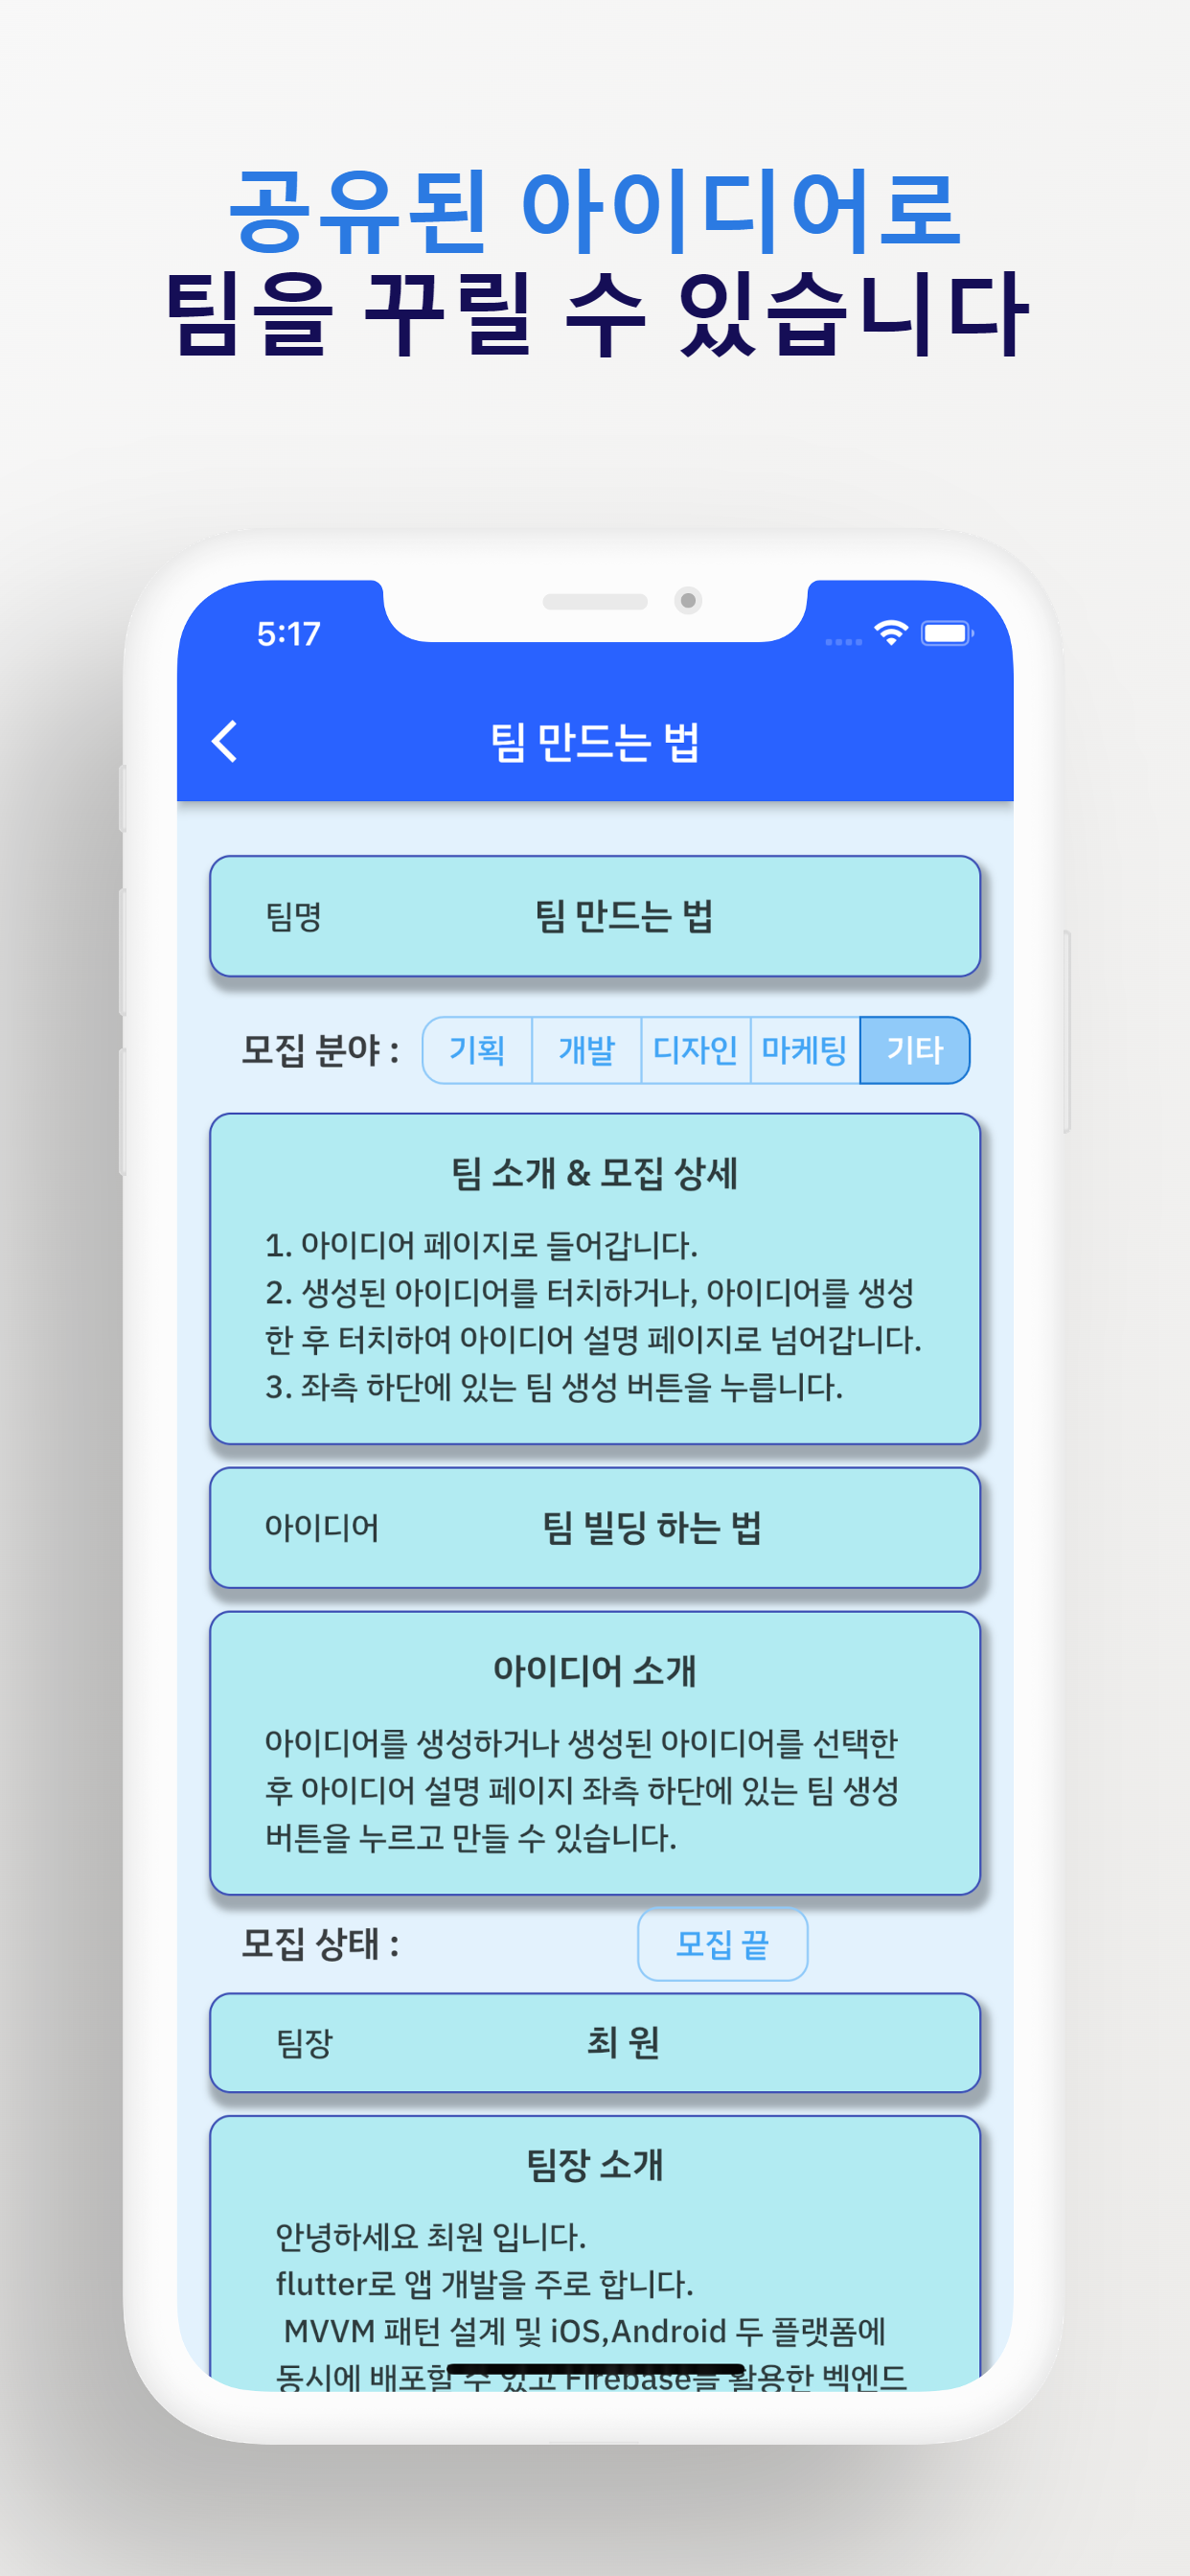 공유된 아이디어로
팀을 꾸릴 수 있습니다
5:17
팀 만드는 법
팀명 팀 만드는 법
모집 분야 : 기획 개발 디자인 마케팅 기타
팀 소개 & 모집 상세
1. 아이디어 페이지로 들어갑니다.
2. 생성된 아이디어를 터치하거나, 아이디어를 생성
한 후 터치하여 아이디어 설명 페이지로 넘어갑니다.
3. 좌측 하단에 있는 팀 생성 버튼을 누릅니다.
아이디어 팀 빌딩 하는 법
아이디어 소개
아이디어를 생성하거나 생성된 아이디어를 선택한
후 아이디어 설명 페이지 좌측 하단에 있는 팀 생성
버튼을 누르고 만들 수 있습니다.
모집 상태 : 모집 끝
팀장 최 원
팀장 소개
안녕하세요 최원 입니다.
flutter로 앱 개발을 주로 합니다.
MVVM 패턴 설계 및 iOS,Android 두 플랫폼에
동시에 배포할 수 있고 Firebase를 활용한 벡엔드